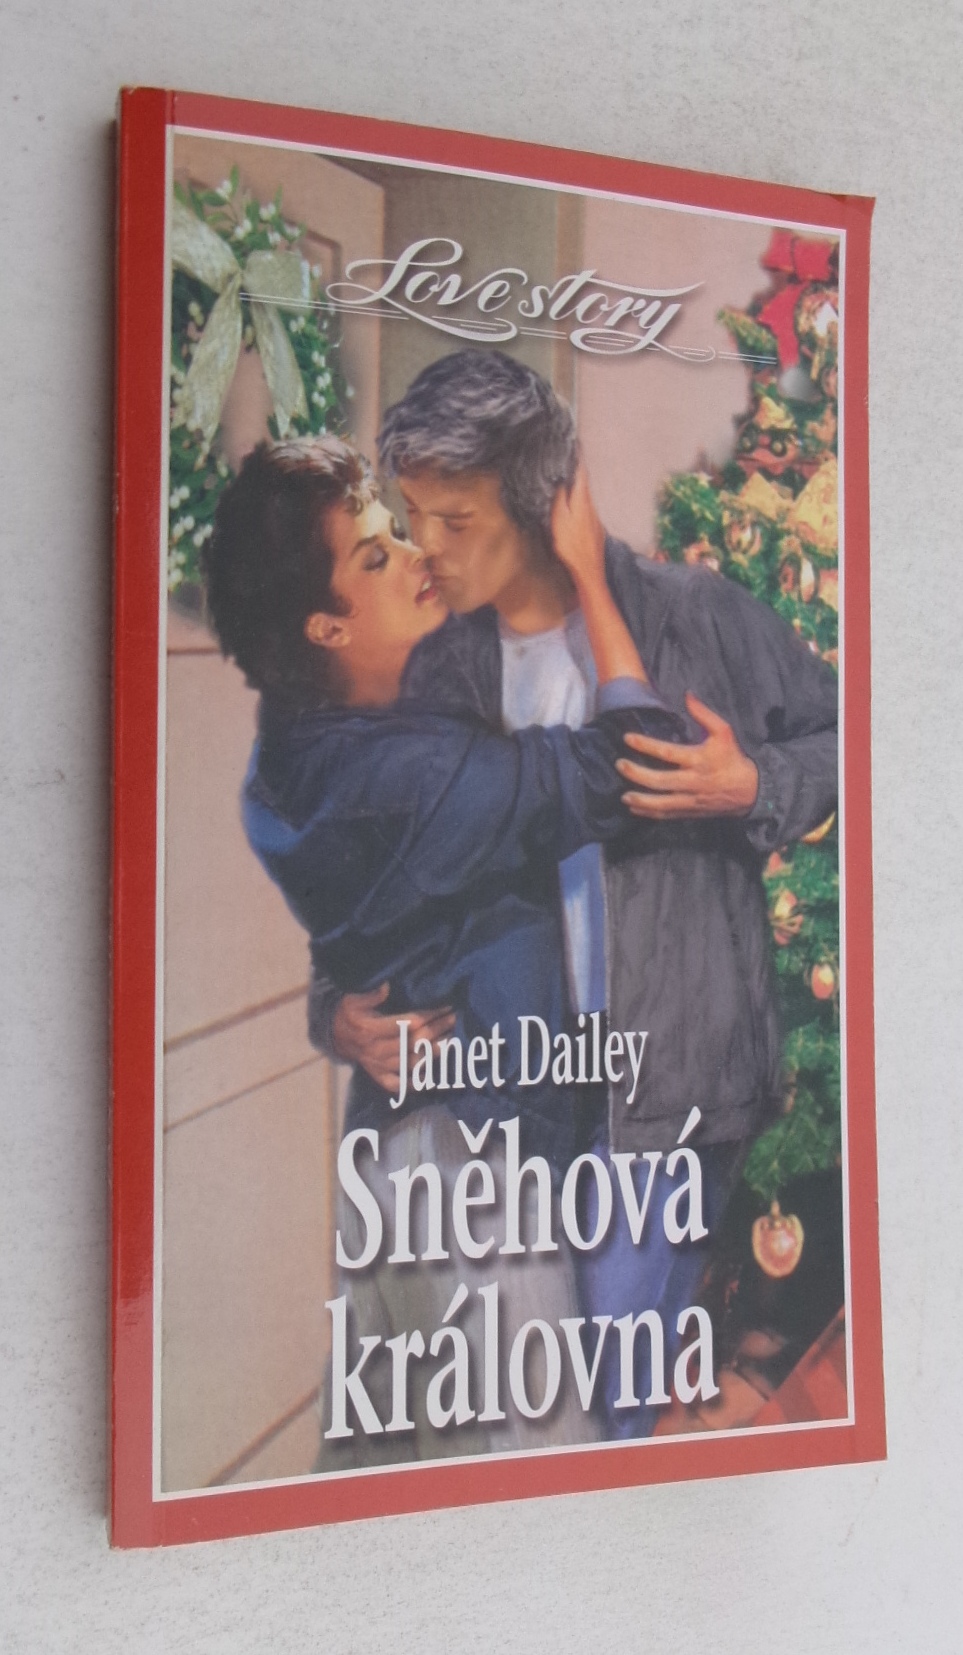 Love story
Janet Dailey
Sněhová
královna